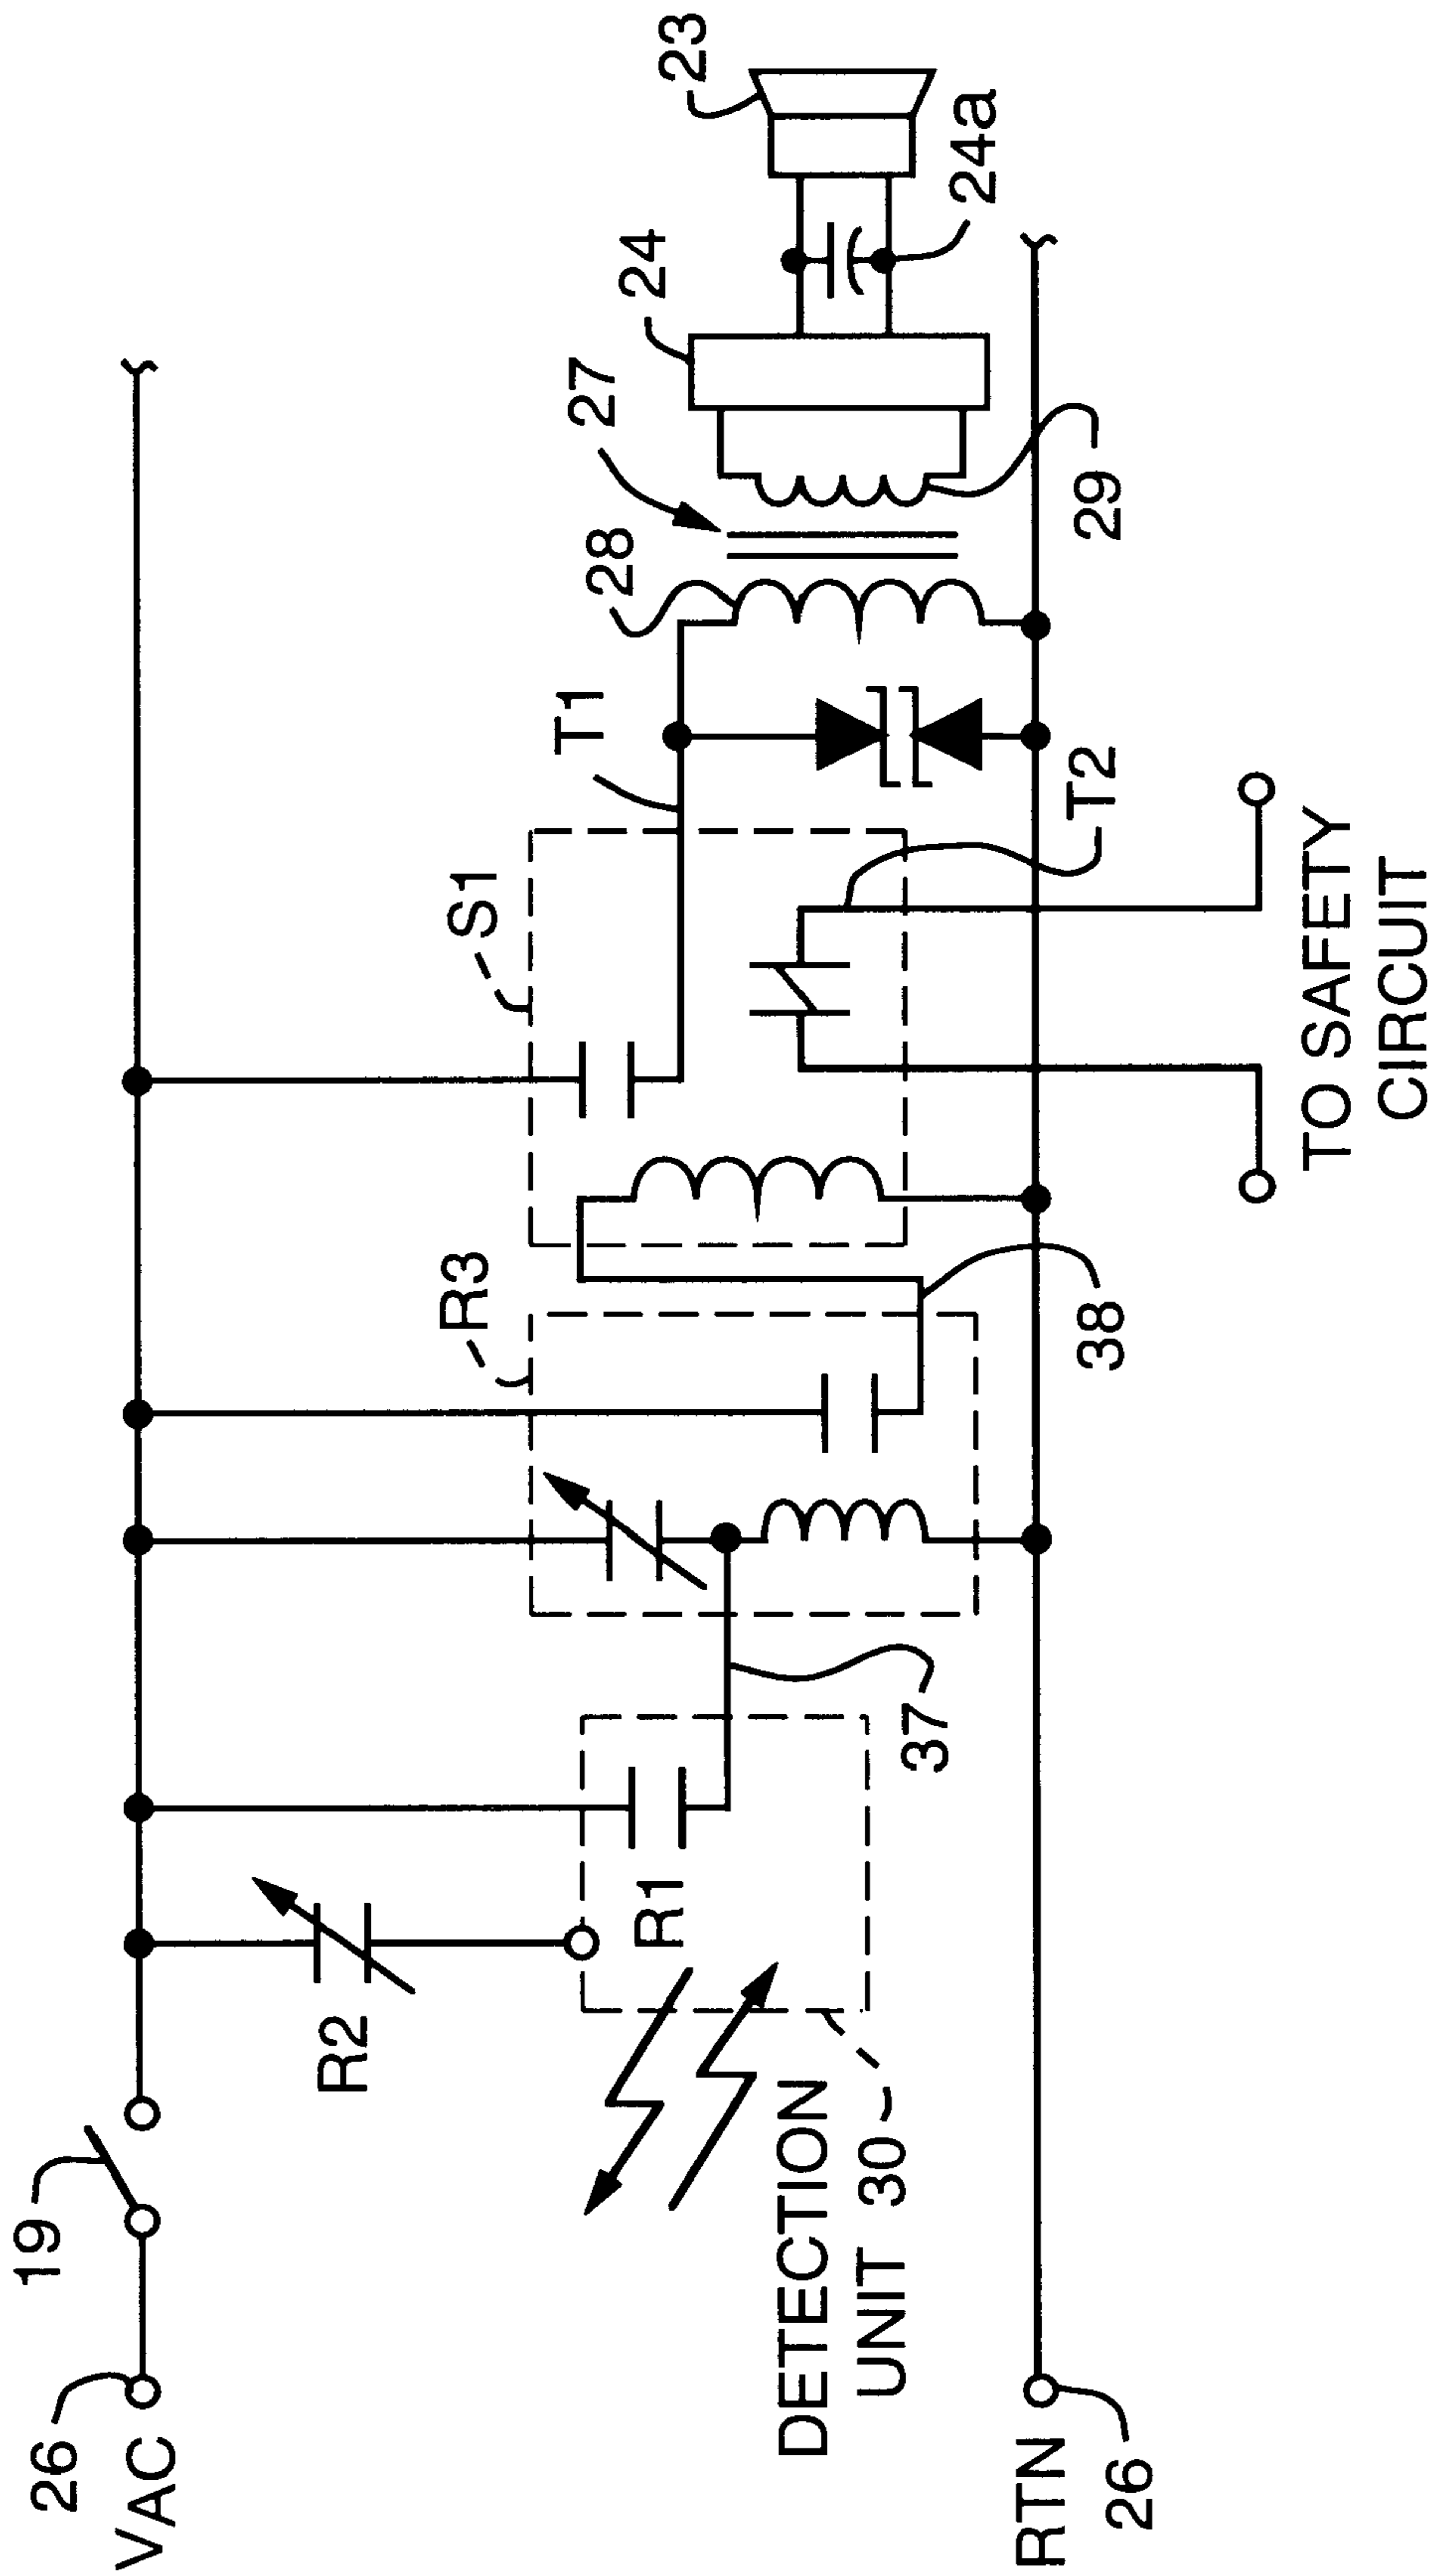 26
VAC
19
R2
R1
DETECTION
UNIT 30
37
R3
38
S1
T1
T2
TO SAFETY
CIRCUIT
28
27
29
24
24a
23
RTN
26